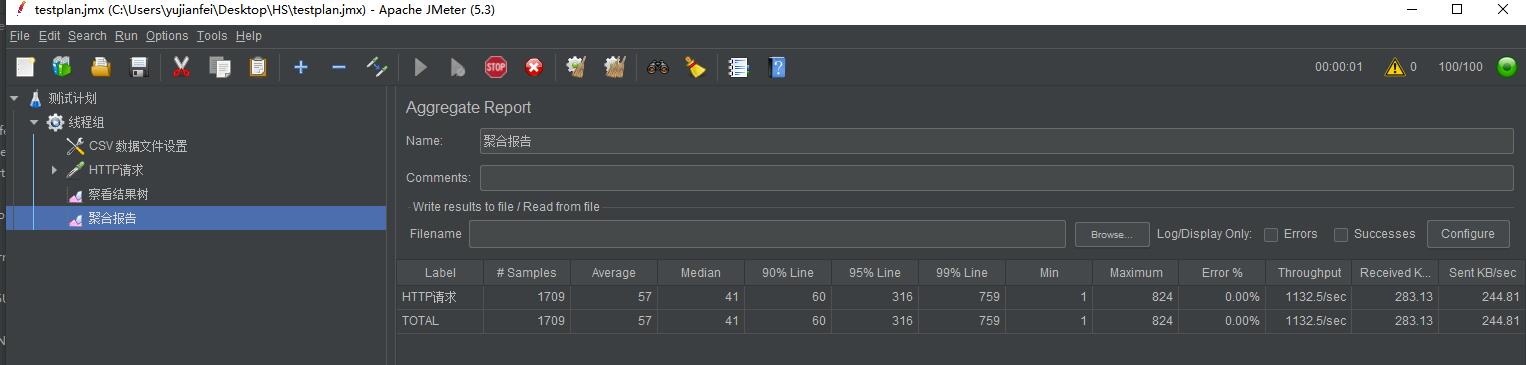 testplan.jmx (C:\Users\yujianfei\Desktop\HS\testplan.jmx) - Apache JMeter (5.3)
File Edit Search Run Options Tools Help
STOP 00:00:01 0 100/100
测试计划
线程组
CSV 数据文件设置
HTTP请求
察看结果树
聚合报告
Aggregate Report
Name: 聚合报告
Comments:
Write results to file / Read from file
Filename Browse... Log/Display Only: Errors Successes Configure
Label # Samples Average Median 90% Line 95% Line 99% Line Min Maximum Error % Throughput Received K... Sent KB/sec
HTTP请求 1709 57 41 60 316 759 1 824 0.00% 1132.5/sec 283.13 244.81
TOTAL 1709 57 41 60 316 759 1 824 0.00% 1132.5/sec 283.13 244.81